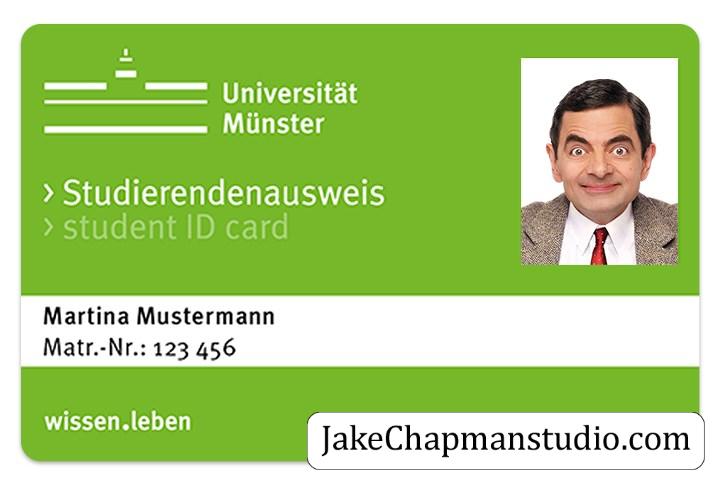 Universität
Münster
› Studierendenausweis
› student ID card
Martina Mustermann
Matr.-Nr.: 123 456
wissen.leben
JakeChapmanstudio.com